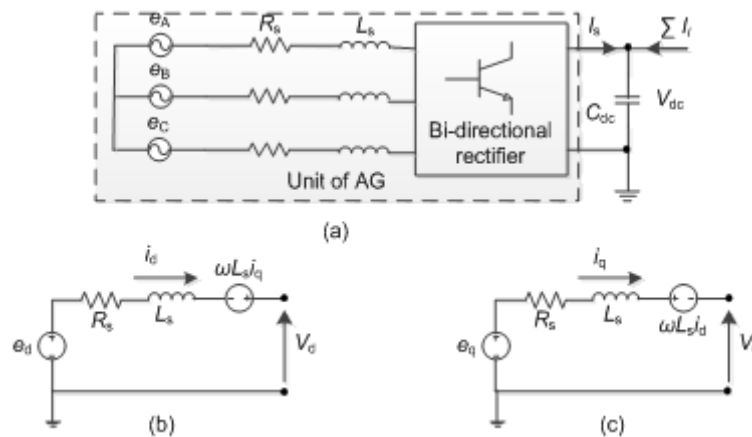 eA Rs Ls Is ∑ Ii
eB
eC Cdc Vdc
Bi-directional
rectifier
Unit of AG
(a)
id ωLsiq
Rs Ls
ed Vd
(b)
iq
Rs Ls ωLsid
eq V
(c)